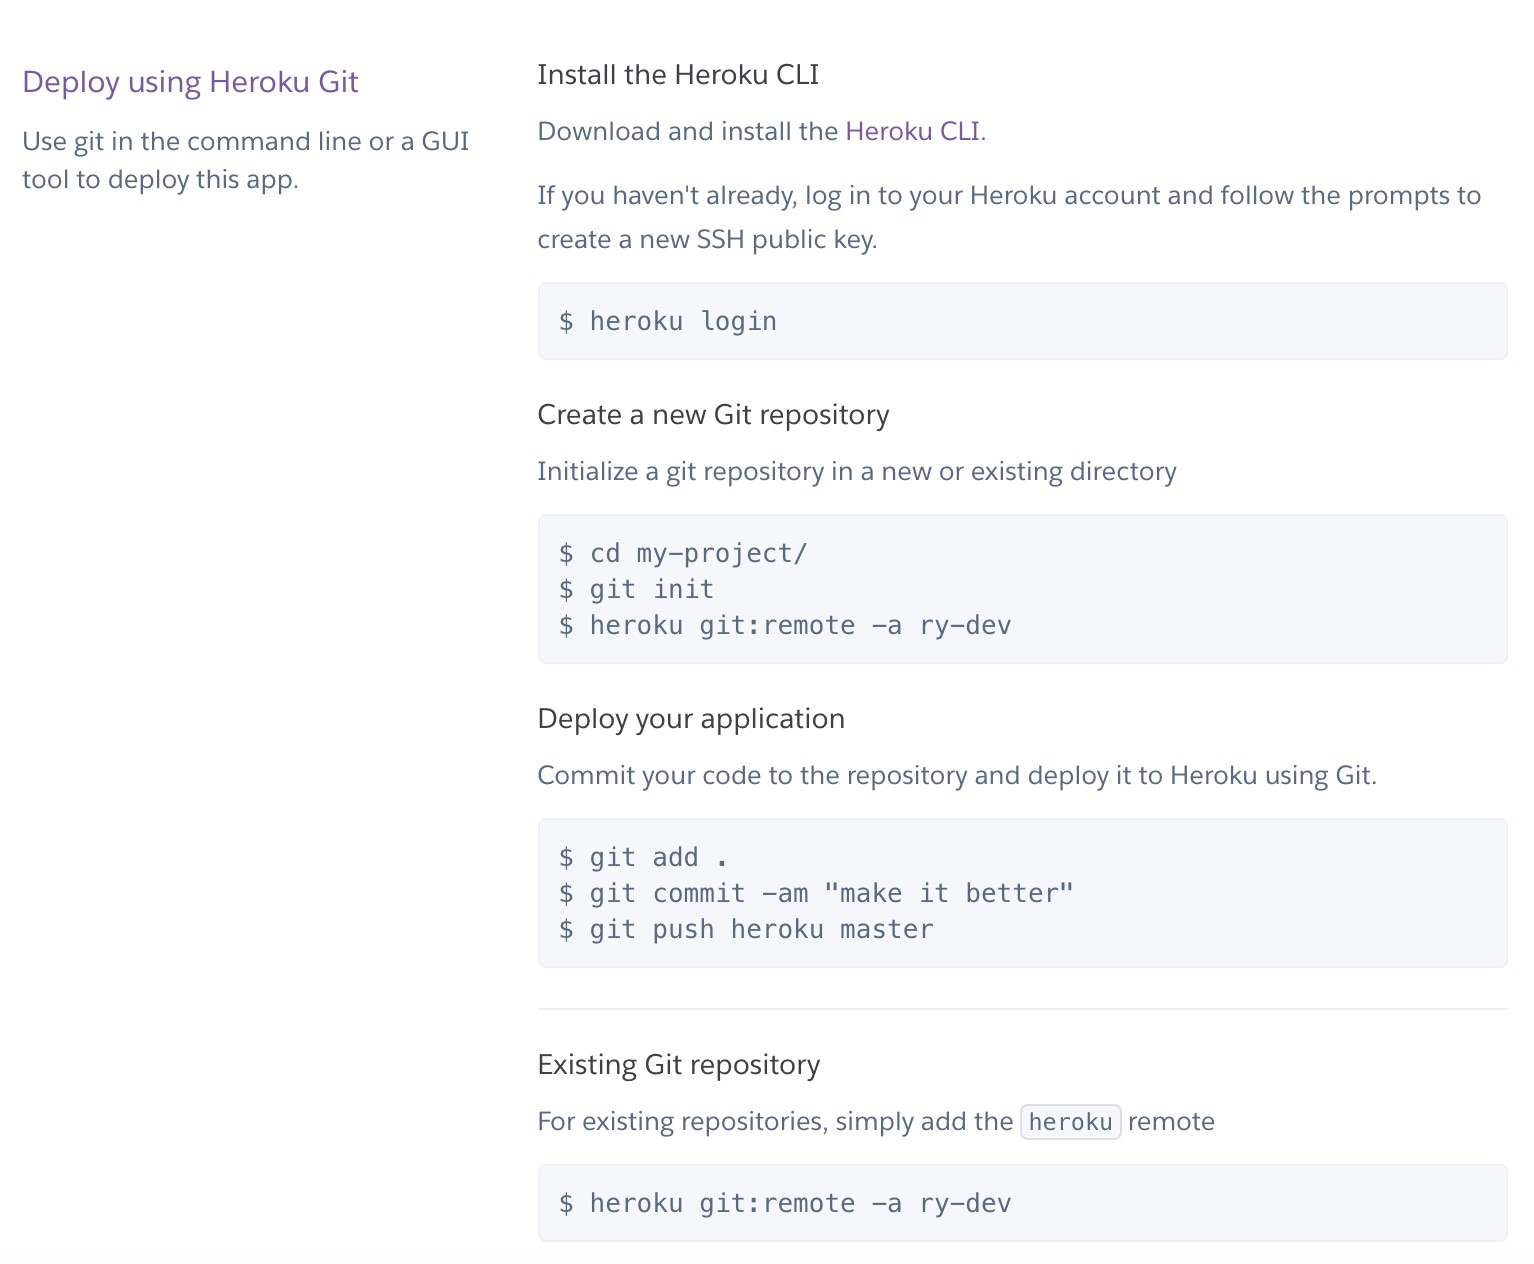 Deploy using Heroku Git
Use git in the command line or a GUI
tool to deploy this app.
Install the Heroku CLI
Download and install the Heroku CLI.
If you haven't already, log in to your Heroku account and follow the prompts to
create a new SSH public key.
$ heroku login
Create a new Git repository
Initialize a git repository in a new or existing directory
$ cd my-project/
$ git init
$ heroku git:remote -a ry-dev
Deploy your application
Commit your code to the repository and deploy it to Heroku using Git.
$ git add .
$ git commit -am "make it better"
$ git push heroku master
Existing Git repository
For existing repositories, simply add the heroku remote
$ heroku git:remote -a ry-dev